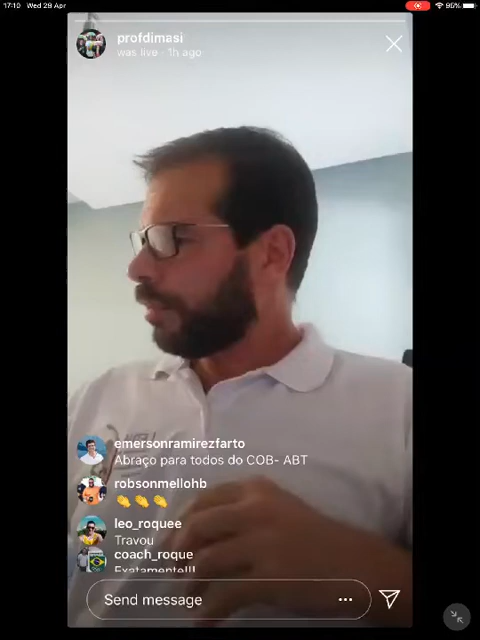 17:10 Wed 29 Apr
95%
profdimasi
was live · 1h ago
emersonramirezfarto
Abraço para todos do COB- ABT
robsonmellohb
👏👏👏
leo_roquee
Travou
coach_roque
Exatamente!!!
Send message